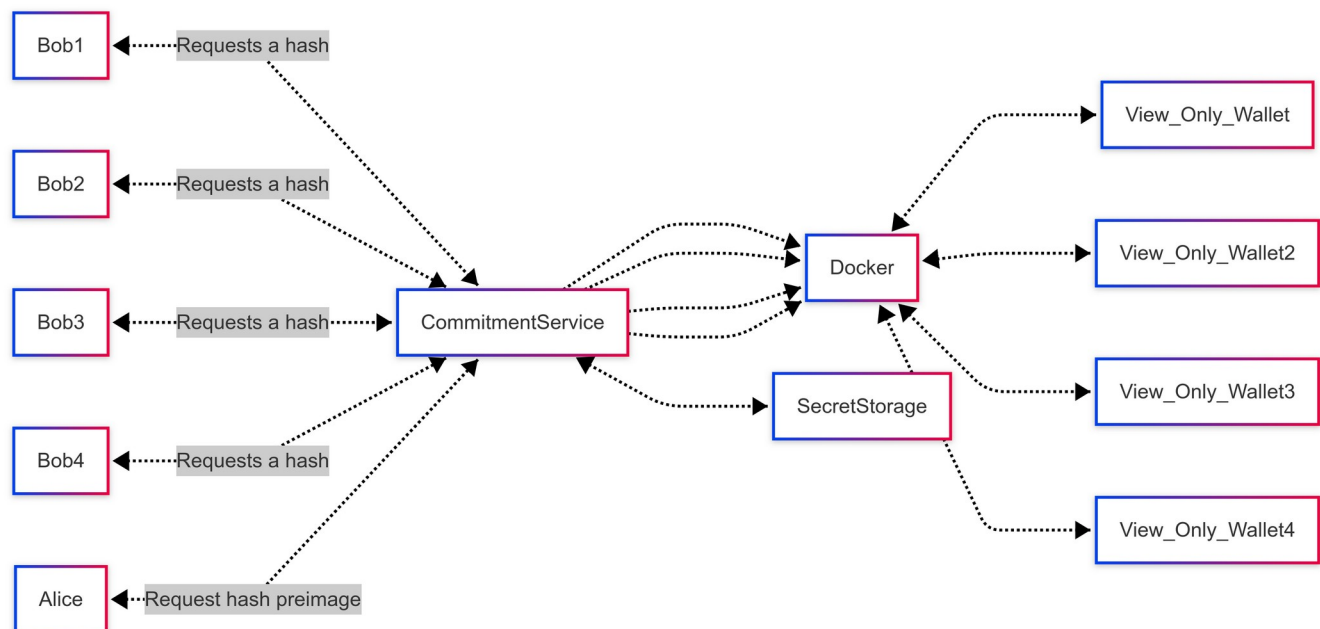 Bob1
Requests a hash
View_Only_Wallet
Bob2
Requests a hash
View_Only_Wallet2
Docker
Bob3
Requests a hash
CommitmentService
SecretStorage
View_Only_Wallet3
Bob4
Requests a hash
View_Only_Wallet4
Alice
Request hash preimage